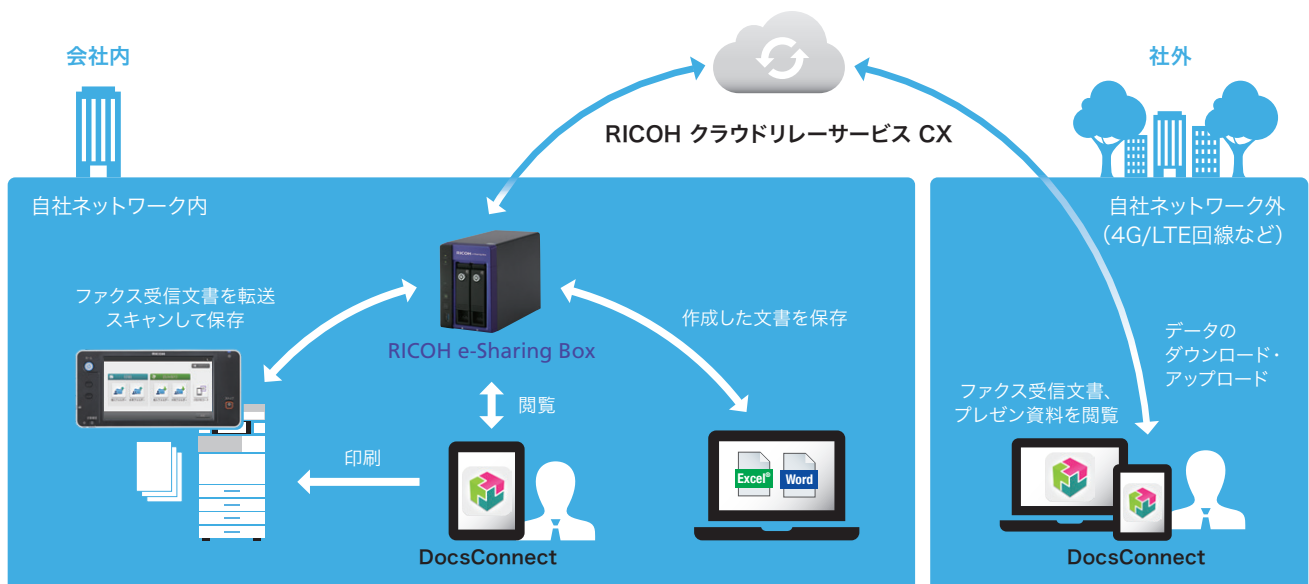 会社内
社外
RICOH クラウドリレーサービス CX
自社ネットワーク内
自社ネットワーク外
（4G/LTE回線など）
RICOH
ファクス受信文書を転送
スキャンして保存
作成した文書を保存
RICOH e-Sharing Box
データの
ダウンロード・
アップロード
RICOH
閲覧
ファクス受信文書、
プレゼン資料を閲覧
印刷
Excel®
Word
DocsConnect
DocsConnect